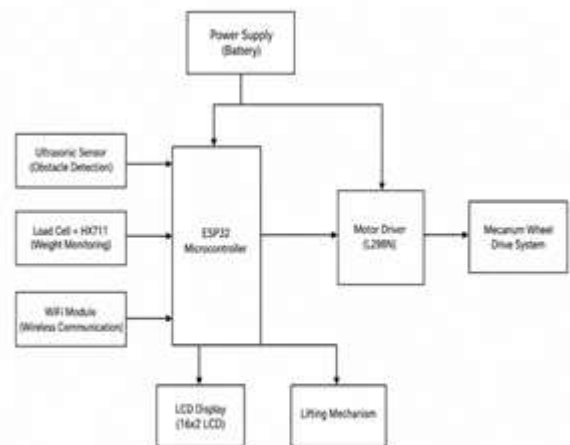 Power Supply
(Battery)
Ultrasonic Sensor
(Obstacle Detection)
Load Cell + HX711
(Weight Monitoring)
WiFi Module
(Wireless Communication)
ESP32
Microcontroller
Motor Driver
(L298N)
Mecanum Wheel
Drive System
LCD Display
(16x2 LCD)
Lifting Mechanism